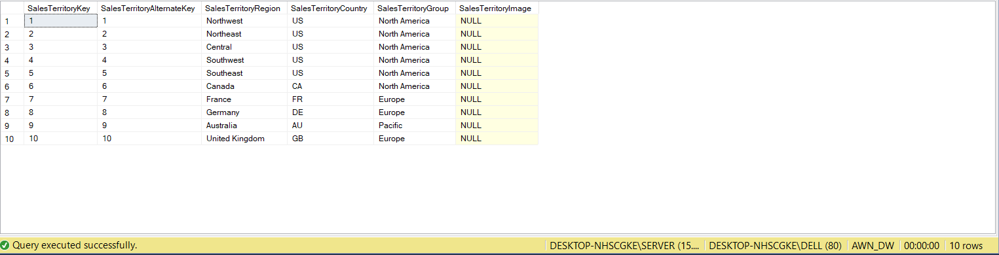 SalesTerritoryKey SalesTerritoryAlternateKey SalesTerritoryRegion SalesTerritoryCountry SalesTerritoryGroup SalesTerritoryImage
1 1 1 Northwest US North America NULL
2 2 2 Northeast US North America NULL
3 3 3 Central US North America NULL
4 4 4 Southwest US North America NULL
5 5 5 Southeast US North America NULL
6 6 6 Canada CA North America NULL
7 7 7 France FR Europe NULL
8 8 8 Germany DE Europe NULL
9 9 9 Australia AU Pacific NULL
10 10 10 United Kingdom GB Europe NULL
Query executed successfully. DESKTOP-NHSCGKE\SERVER (15.... DESKTOP-NHSCGKE\DELL (80) AWN_DW 00:00:00 10 rows